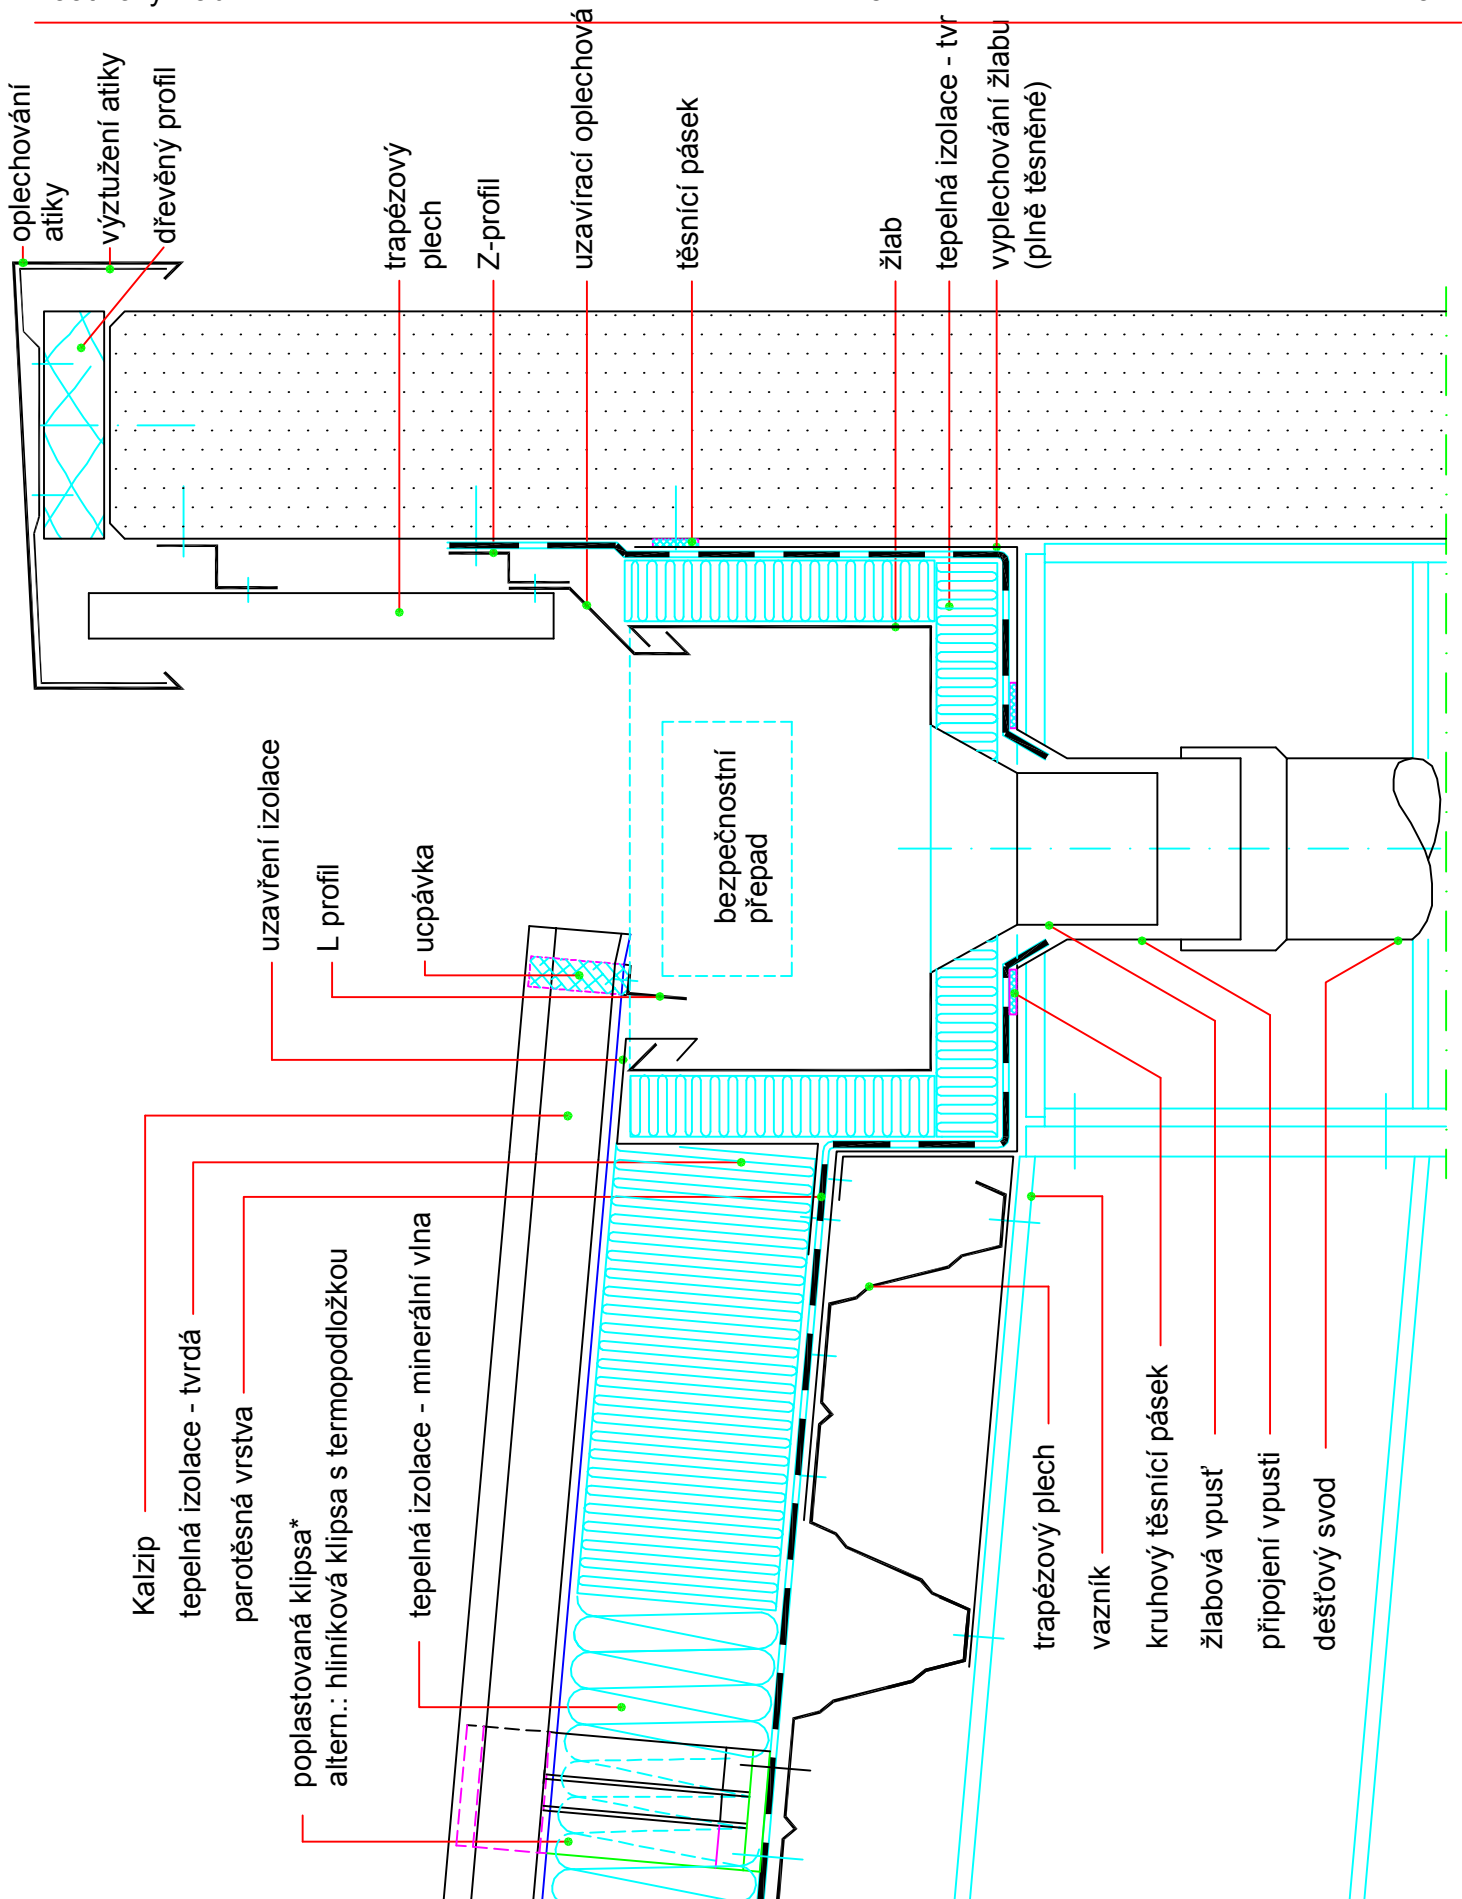 oplechování
atiky
výztužení atiky
dřevěný profil
trapézový
plech
Z-profil
uzavírací oplechová
těsnící pásek
žlab
tepelná izolace - tvr
vyplechování žlabu
(plně těsněné)
uzavření izolace
L profil
ucpávka
bezpečnostní
přepad
Kalzip
tepelná izolace - tvrdá
parotěsná vrstva
poplastovaná klipsa*
altern.: hliníková klipsa s termopodložkou
tepelná izolace - minerální vlna
trapézový plech
vazník
kruhový těsnící pásek
žlabová vpusť
připojení vpusti
dešťový svod